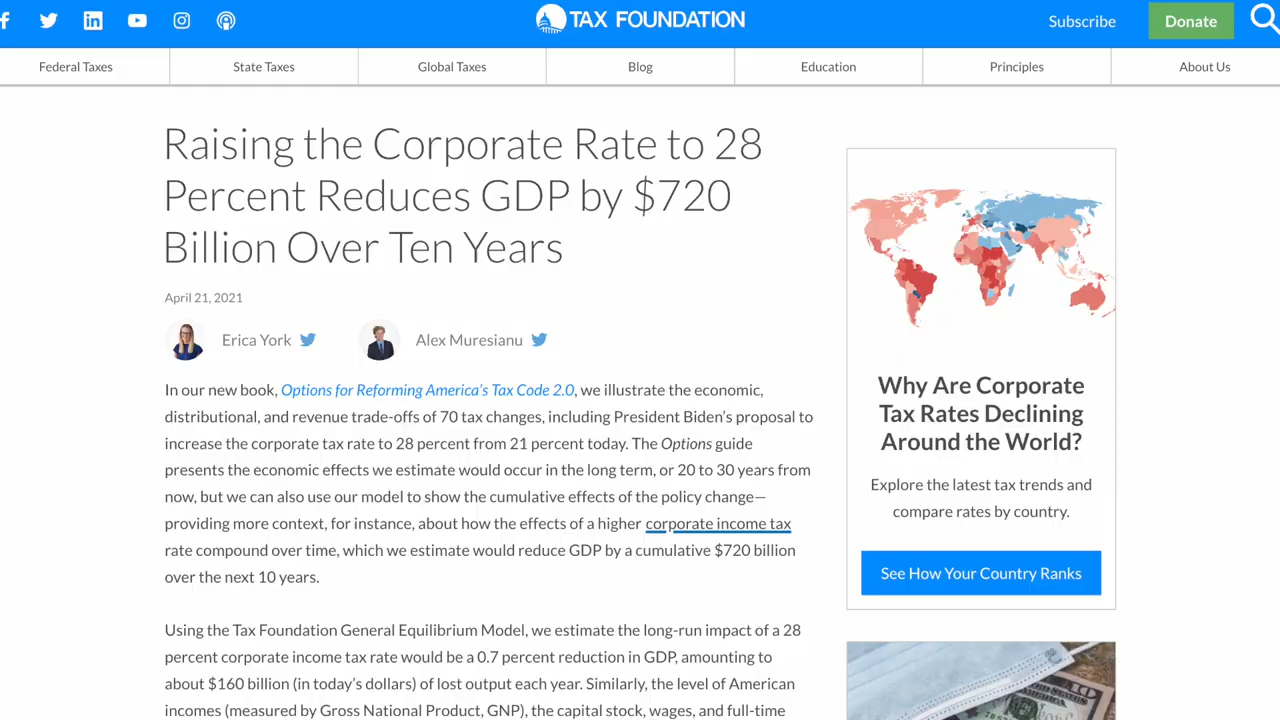 TAX FOUNDATION
Subscribe
Donate
Federal Taxes
State Taxes
Global Taxes
Blog
Education
Principles
About Us
Raising the Corporate Rate to 28
Percent Reduces GDP by $720
Billion Over Ten Years
April 21, 2021
Erica York
Alex Muresianu
In our new book, Options for Reforming America's Tax Code 2.0, we illustrate the economic,
distributional, and revenue trade-offs of 70 tax changes, including President Biden's proposal to
increase the corporate tax rate to 28 percent from 21 percent today. The Options guide
presents the economic effects we estimate would occur in the long term, or 20 to 30 years from
now, but we can also use our model to show the cumulative effects of the policy change—
providing more context, for instance, about how the effects of a higher corporate income tax
rate compound over time, which we estimate would reduce GDP by a cumulative $720 billion
over the next 10 years.
Using the Tax Foundation General Equilibrium Model, we estimate the long-run impact of a 28
percent corporate income tax rate would be a 0.7 percent reduction in GDP, amounting to
about $160 billion (in today's dollars) of lost output each year. Similarly, the level of American
incomes (measured by Gross National Product, GNP), the capital stock, wages, and full-time
Why Are Corporate
Tax Rates Declining
Around the World?
Explore the latest tax trends and
compare rates by country.
See How Your Country Ranks
10